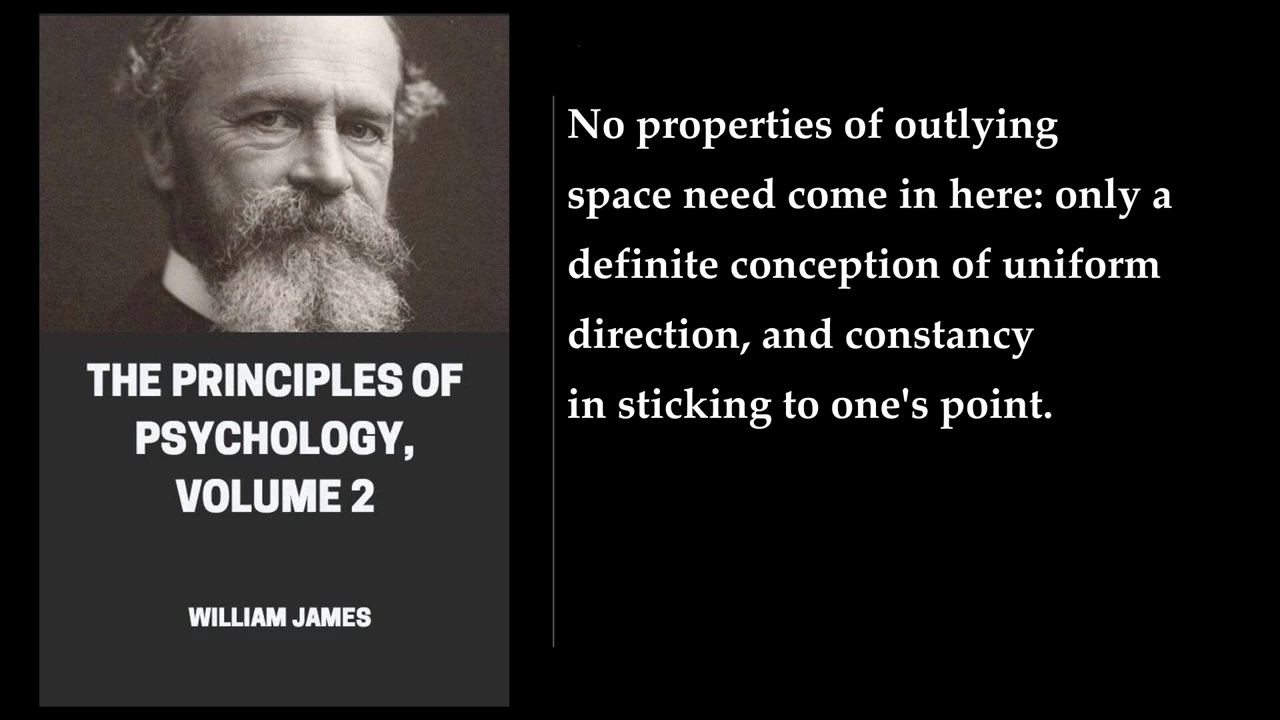 THE PRINCIPLES OF
PSYCHOLOGY,
VOLUME 2
WILLIAM JAMES
No properties of outlying
space need come in here: only a
definite conception of uniform
direction, and constancy
in sticking to one's point.